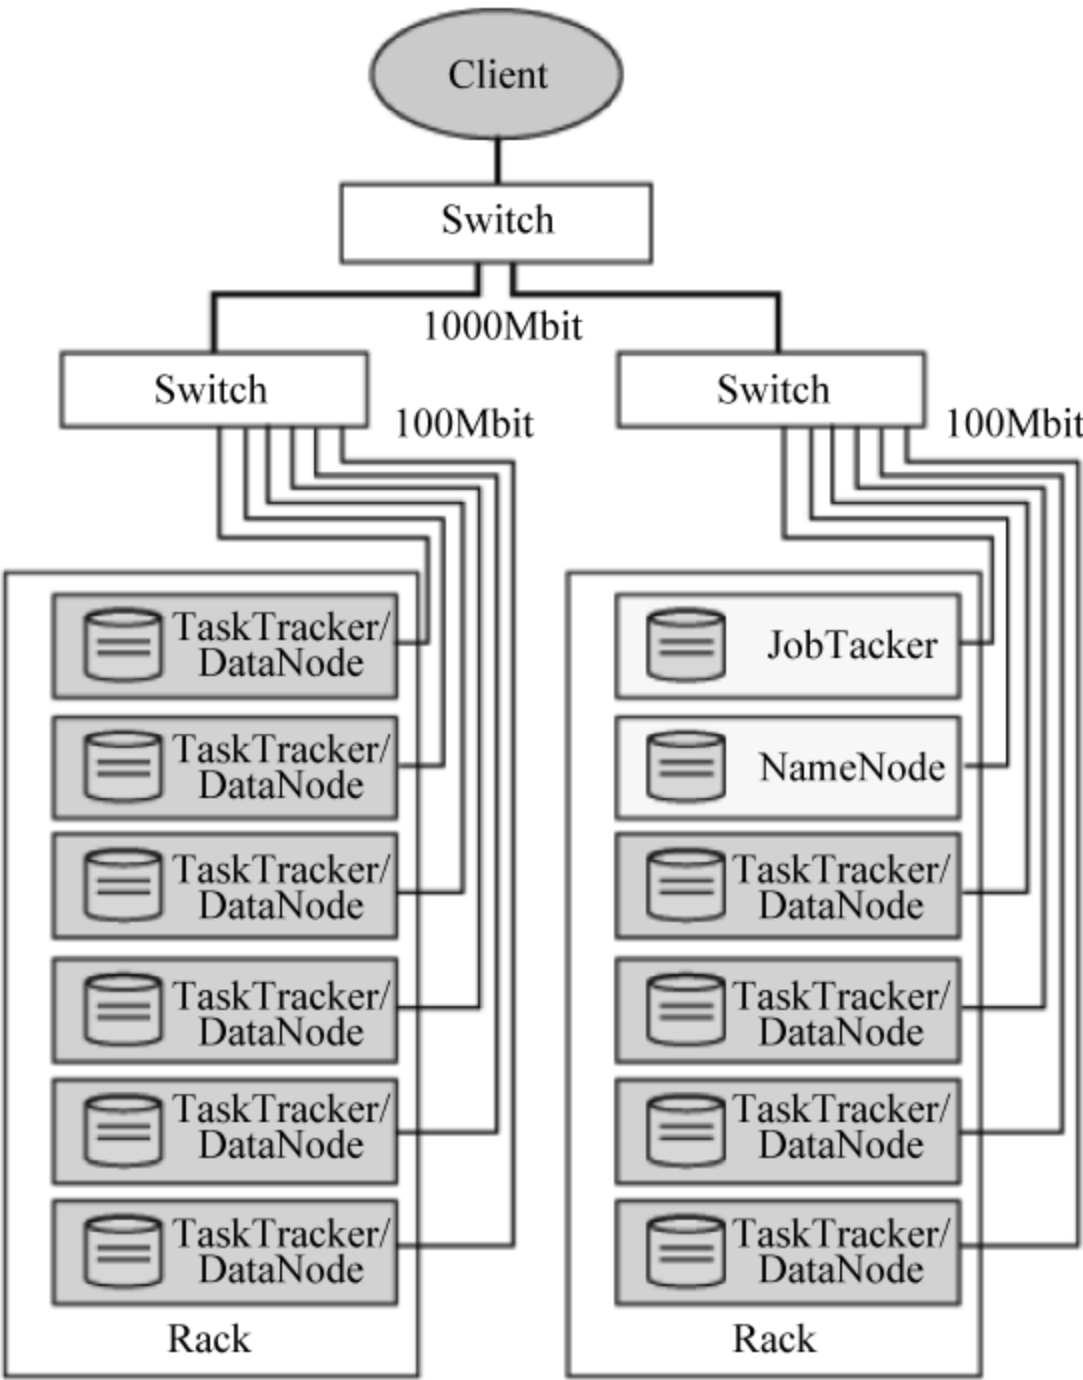 Client
Switch
1000Mbit
Switch
Switch
100Mbit
100Mbit
TaskTracker/
DataNode
TaskTracker/
DataNode
TaskTracker/
DataNode
TaskTracker/
DataNode
TaskTracker/
DataNode
TaskTracker/
DataNode
Rack
JobTacker
NameNode
TaskTracker/
DataNode
TaskTracker/
DataNode
TaskTracker/
DataNode
TaskTracker/
DataNode
Rack